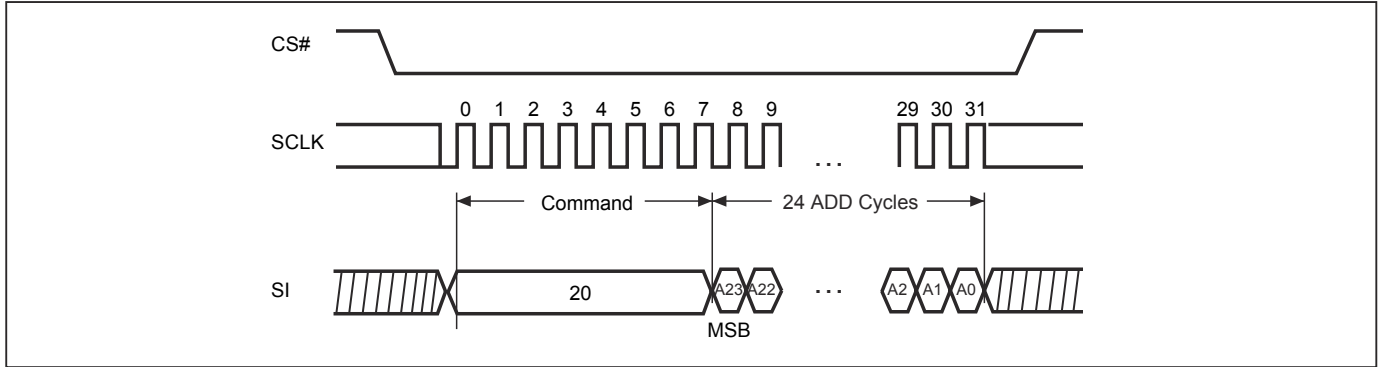 CS#
0 1 2 3 4 5 6 7 8 9 29 30 31
SCLK
...
Command 24 ADD Cycles
SI
20 A23 A22 ... A2 A1 A0
MSB